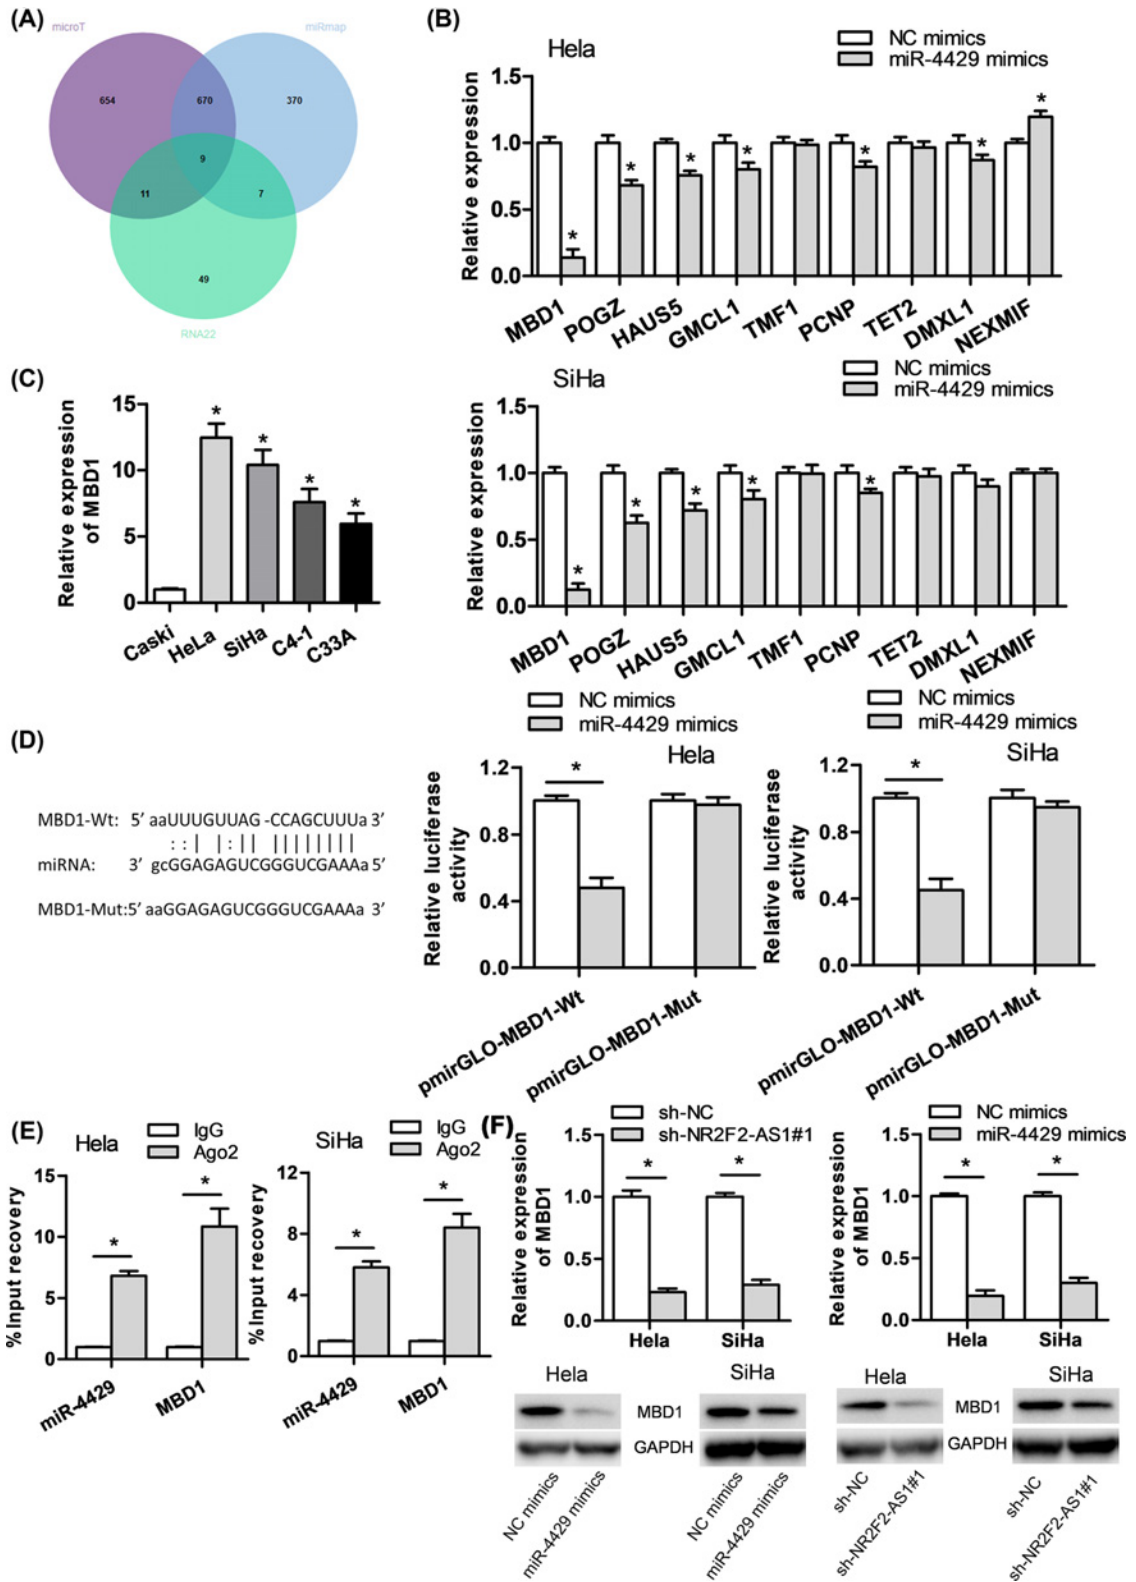 (A)
microT
miRmap
654
670
370
9
11
7
49
RNA22
(B)
Hela
NC mimics
miR-4429 mimics
Relative expression
1.5
1.0
0.5
0.0
*
*
*
*
*
*
*
MBD1
POGZ
HAUS5
GMCL1
TMF1
PCNP
TET2
DMXL1
NEXMIF
(C)
Relative expression
of MBD1
15
10
5
0
*
*
*
*
Caski
HeLa
SiHa
C4-1
C33A
SiHa
NC mimics
miR-4429 mimics
Relative expression
1.5
1.0
0.5
0.0
*
*
*
*
*
MBD1
POGZ
HAUS5
GMCL1
TMF1
PCNP
TET2
DMXL1
NEXMIF
(D)
MBD1-Wt: 5’ aaUUUGUUAG -CCAGCUUUa 3’
: : | | : | | | | | | | | | |
miRNA: 3’ gcGGAGAGUCGGGUCGAAAa 5’
MBD1-Mut:5’ aaGGAGAGUCGGGUCGAAAa 3’
NC mimics
miR-4429 mimics
Hela
Relative luciferase
activity
1.2
0.8
0.4
0.0
*
pmirGLO-MBD1-Wt
pmirGLO-MBD1-Mut
NC mimics
miR-4429 mimics
SiHa
Relative luciferase
activity
1.2
0.8
0.4
0.0
*
pmirGLO-MBD1-Wt
pmirGLO-MBD1-Mut
(E)
Hela
IgG
Ago2
%Input recovery
15
10
5
0
*
*
miR-4429
MBD1
SiHa
IgG
Ago2
%Input recovery
12
8
4
0
*
*
miR-4429
MBD1
(F)
sh-NC
sh-NR2F2-AS1#1
Relative expression
of MBD1
1.5
1.0
0.5
0.0
*
*
Hela
SiHa
NC mimics
miR-4429 mimics
Relative expression
of MBD1
1.5
1.0
0.5
0.0
*
*
Hela
SiHa
Hela
SiHa
MBD1
GAPDH
NC mimics
miR-4429 mimics
NC mimics
miR-4429 mimics
Hela
SiHa
MBD1
GAPDH
sh-NC
sh-NR2F2-AS1#1
sh-NC
sh-NR2F2-AS1#1